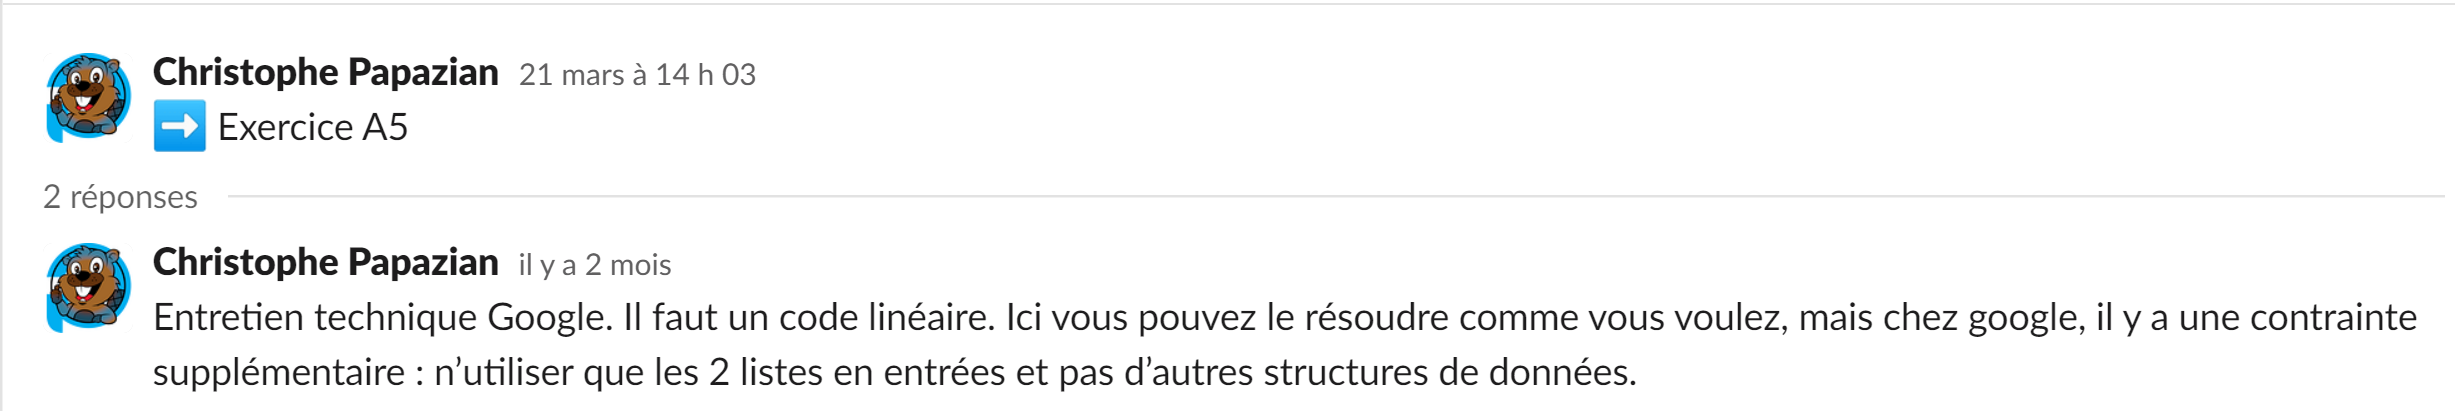 Christophe Papazian 21 mars à 14 h 03
➡️ Exercice A5
2 réponses
Christophe Papazian il y a 2 mois
Entretien technique Google. Il faut un code linéaire. Ici vous pouvez le résoudre comme vous voulez, mais chez google, il y a une contrainte
supplémentaire : n’utiliser que les 2 listes en entrées et pas d’autres structures de données.